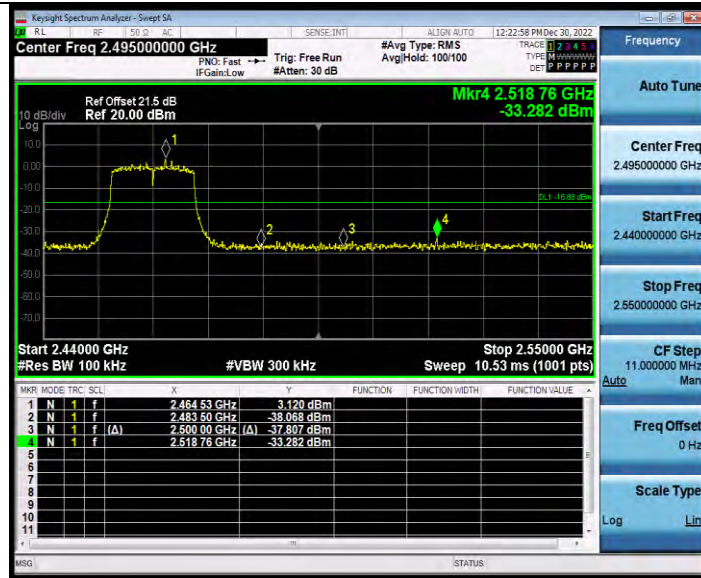 Keysight Spectrum Analyzer - Swept SA
LXI RL RF 50 Ω AC SENSE:INT ALIGN AUTO 12:22:58 PM Dec 30, 2022
Center Freq 2.495000000 GHz
PNO: Fast
IFGain:Low
Trig: Free Run
#Atten: 30 dB
#Avg Type: RMS
Avg|Hold: 100/100
TRACE 1 2 3 4 5 6
TYPE M WWWWW
DET P P P P P P
Ref Offset 21.5 dB
10 dB/div Ref 20.00 dBm
Log
Mkr4 2.518 76 GHz
-33.282 dBm
10.0
0.00
-10.0
-20.0
-30.0
-40.0
-50.0
-60.0
-70.0
1
2
3
4
DL1 -16.88 dBm
Start 2.44000 GHz Stop 2.55000 GHz
#Res BW 100 kHz #VBW 300 kHz Sweep 10.53 ms (1001 pts)
MKR MODE TRC SCL X Y FUNCTION FUNCTION WIDTH FUNCTION VALUE
1 N 1 f 2.464 53 GHz 3.120 dBm
2 N 1 f 2.483 50 GHz -38.068 dBm
3 N 1 f (Δ) 2.500 00 GHz (Δ) -37.807 dBm
4 N 1 f 2.518 76 GHz -33.282 dBm
5
6
7
8
9
10
11
MSG STATUS
Frequency
Auto Tune
Center Freq
2.495000000 GHz
Start Freq
2.440000000 GHz
Stop Freq
2.550000000 GHz
CF Step
11.000000 MHz
Auto Man
Freq Offset
0 Hz
Scale Type
Log Lin